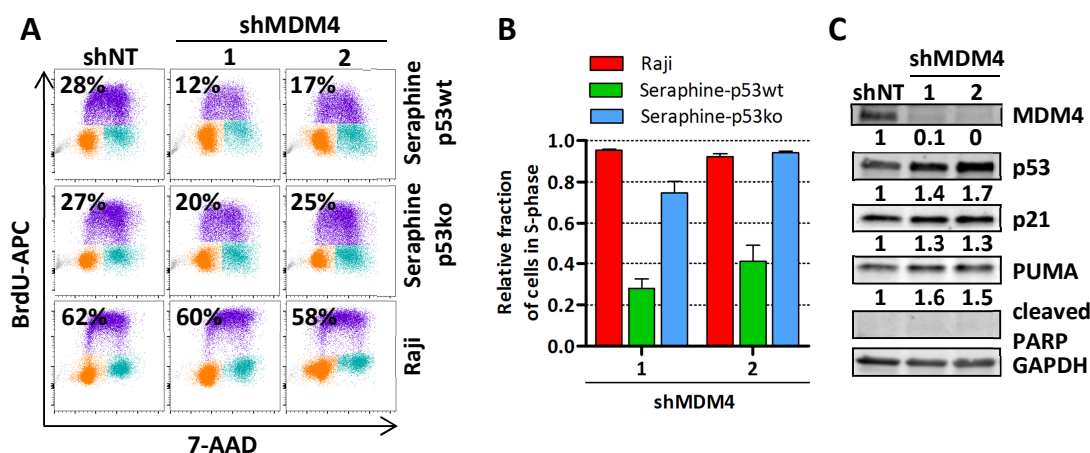 A
shMDM4
shNT 1 2
28% 12% 17%
Seraphine
p53wt
27% 20% 25%
Seraphine
p53ko
62% 60% 58%
Raji
BrdU-APC
7-AAD
B
Raji
Seraphine-p53wt
Seraphine-p53ko
Relative fraction
of cells in S-phase
1.0
0.8
0.6
0.4
0.2
0.0
1 2
shMDM4
C
shMDM4
shNT 1 2
MDM4
1 0.1 0
p53
1 1.4 1.7
p21
1 1.3 1.3
PUMA
1 1.6 1.5
cleaved
PARP
GAPDH